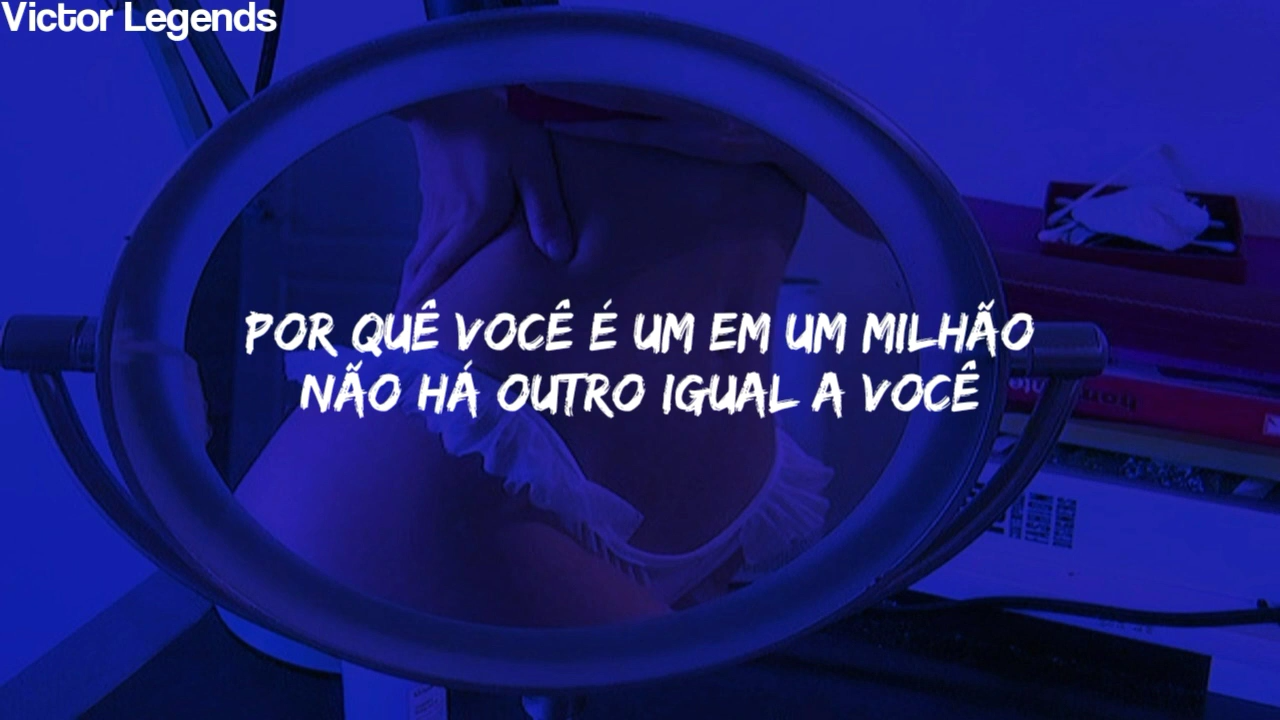 Victor Legends
POR QUÊ VOCÊ É UM EM UM MILHÃO
NÃO HÁ OUTRO IGUAL A VOCÊ